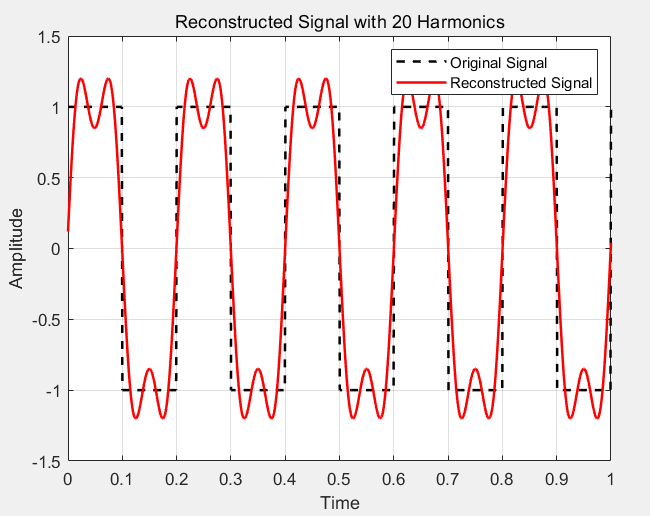 Reconstructed Signal with 20 Harmonics
1.5
Original Signal
Reconstructed Signal
1
0.5
0
-0.5
-1
-1.5
Amplitude
0 0.1 0.2 0.3 0.4 0.5 0.6 0.7 0.8 0.9 1
Time